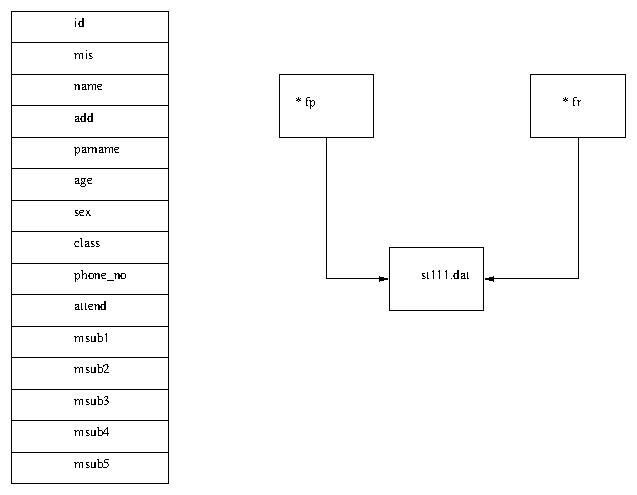 id
mis
name
add
parname
age
sex
class
phone_no
attend
msub1
msub2
msub3
msub4
msub5
* fp
* fr
st111.dat